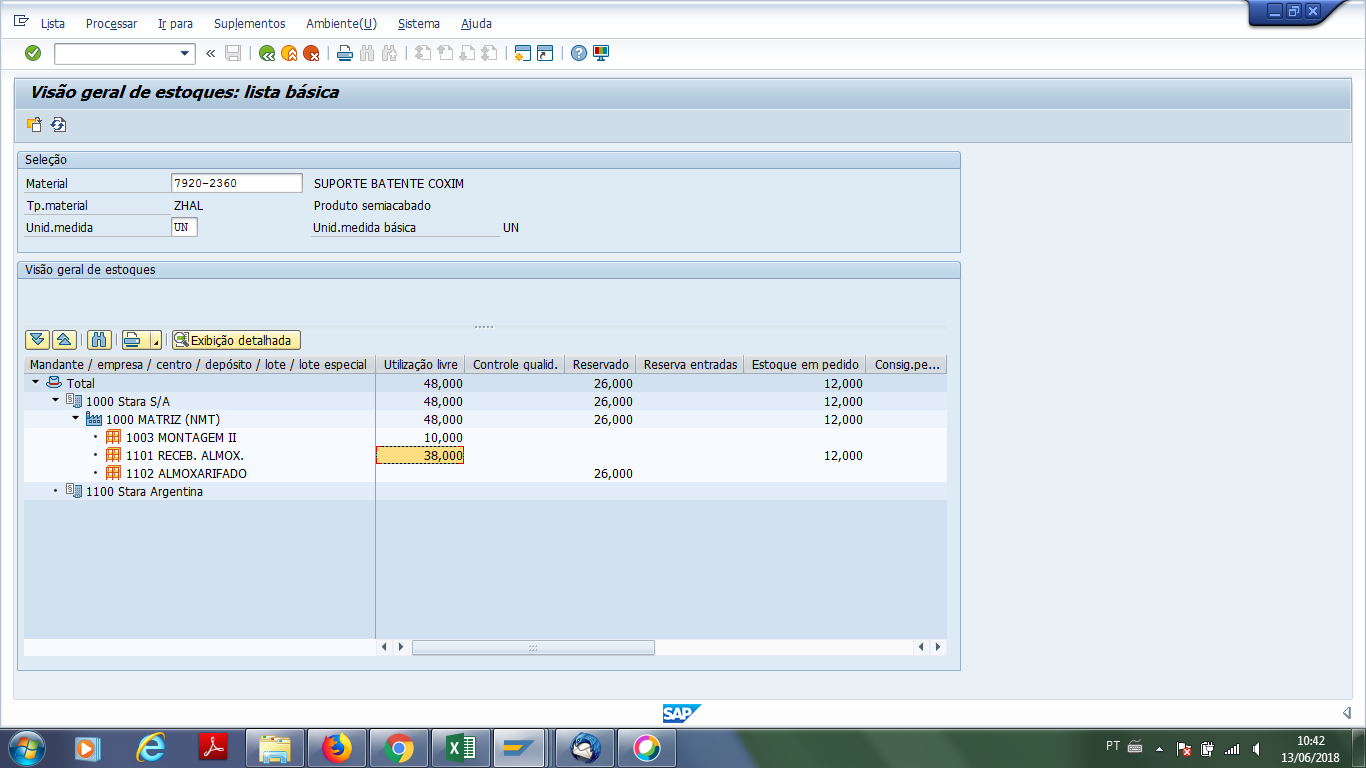 Lista Processar Ir para Suplementos Ambiente(U) Sistema Ajuda
Visão geral de estoques: lista básica
Seleção
Material 7920-2360 SUPORTE BATENTE COXIM
Tp.material ZHAL Produto semiacabado
Unid.medida UN Unid.medida básica UN
Visão geral de estoques
Exibição detalhada
Mandante / empresa / centro / depósito / lote / lote especial Utilização livre Controle qualid. Reservado Reserva entradas Estoque em pedido Consig.pe...
Total 48,000 26,000 12,000
1000 Stara S/A 48,000 26,000 12,000
1000 MATRIZ (NMT) 48,000 26,000 12,000
1003 MONTAGEM II 10,000
1101 RECEB. ALMOX. 38,000 12,000
1102 ALMOXARIFADO 26,000
1100 Stara Argentina
SAP
PT 10:42
13/06/2018